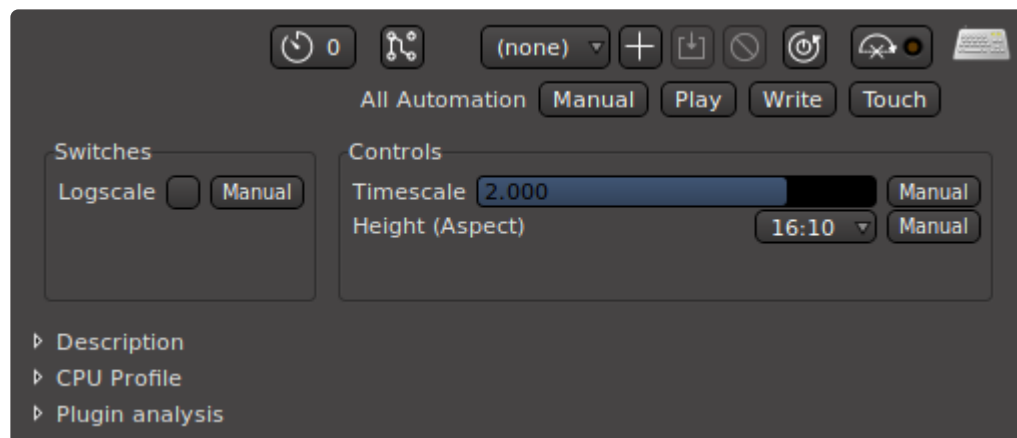 0 (none)
All Automation Manual Play Write Touch
Switches
Logscale Manual
Controls
Timescale 2.000 Manual
Height (Aspect) 16:10 Manual
Description
CPU Profile
Plugin analysis